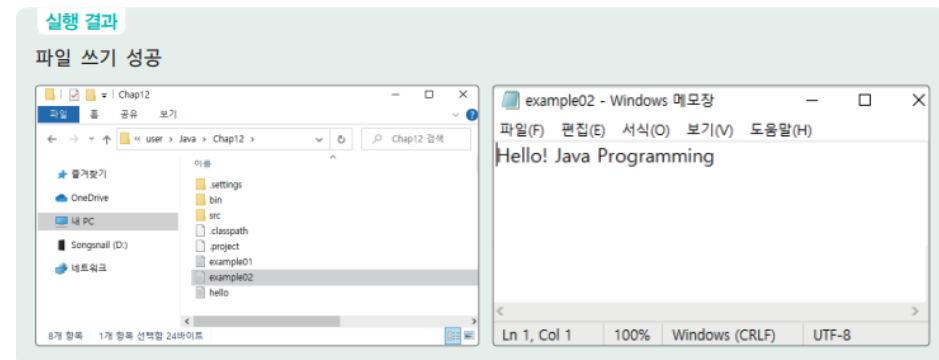 실행 결과
파일 쓰기 성공
Chap12
파일 홈 공유 보기
« user › Java › Chap12 ›
Chap12 검색
이름
즐겨찾기
OneDrive
내 PC
Songsnail (D:)
네트워크
.settings
bin
src
.classpath
.project
example01
example02
hello
8개 항목 1개 항목 선택함 24바이트
example02 - Windows 메모장
파일(F) 편집(E) 서식(O) 보기(V) 도움말(H)
Hello! Java Programming
Ln 1, Col 1 100% Windows (CRLF) UTF-8